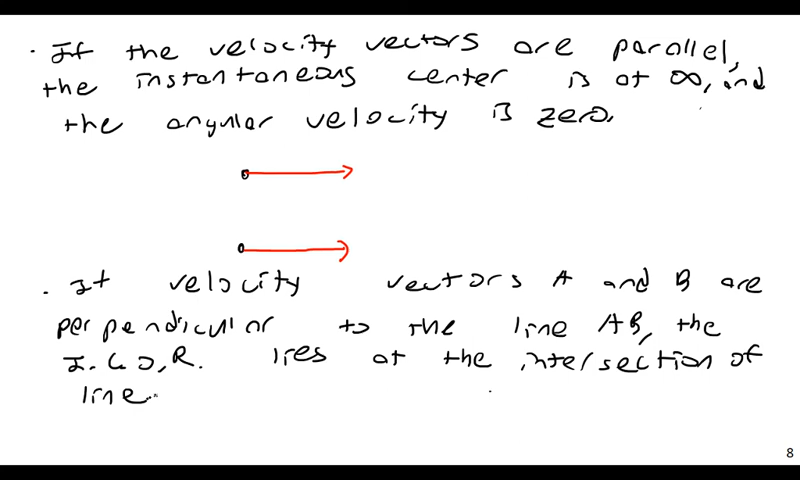 . If the velocity vectors are parallel,
the instantaneous center is at ∞, and
the angular velocity is zero.
. If velocity vectors A and B are
perpendicular to the line AB, the
I.C.O.R. lies at the intersection of
line
8